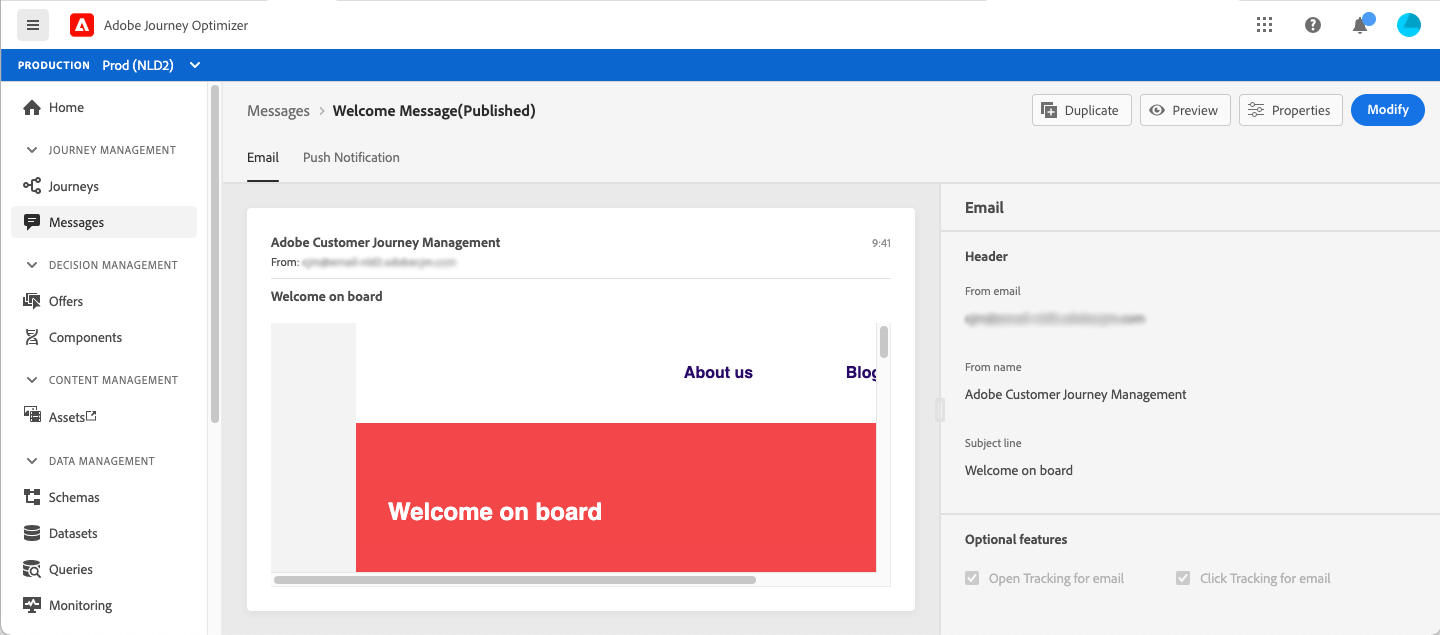 Adobe Journey Optimizer
PRODUCTION Prod (NLD2)
Home
JOURNEY MANAGEMENT
Journeys
Messages
DECISION MANAGEMENT
Offers
Components
CONTENT MANAGEMENT
Assets
DATA MANAGEMENT
Schemas
Datasets
Queries
Monitoring
Messages > Welcome Message(Published)
Duplicate
Preview
Properties
Modify
Email
Push Notification
Adobe Customer Journey Management
9:41
From:
Welcome on board
About us
Blog
Welcome on board
Email
Header
From email
From name
Adobe Customer Journey Management
Subject line
Welcome on board
Optional features
Open Tracking for email
Click Tracking for email